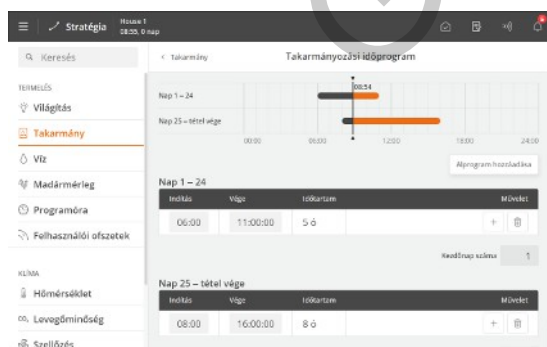 Stratégia
House 1
08:55, 0 nap
Keresés
Takarmány
Takarmányozási időprogram
TERMELÉS
Világítás
Takarmány
Víz
Madármérleg
Programóra
Felhasználói ofszetek
KLÍMA
Hőmérséklet
CO₂ Levegőminőség
Szellőzés
08:54
Nap 1 – 24
Nap 25 – tétel vége
00:00 06:00 12:00 18:00 24:00
Alprogram hozzáadása
Nap 1 – 24
Indítás Vége Időtartam Művelet
06:00 11:00:00 5 ó
Kezdőnap száma 1
Nap 25 – tétel vége
Indítás Vége Időtartam Művelet
08:00 16:00:00 8 ó